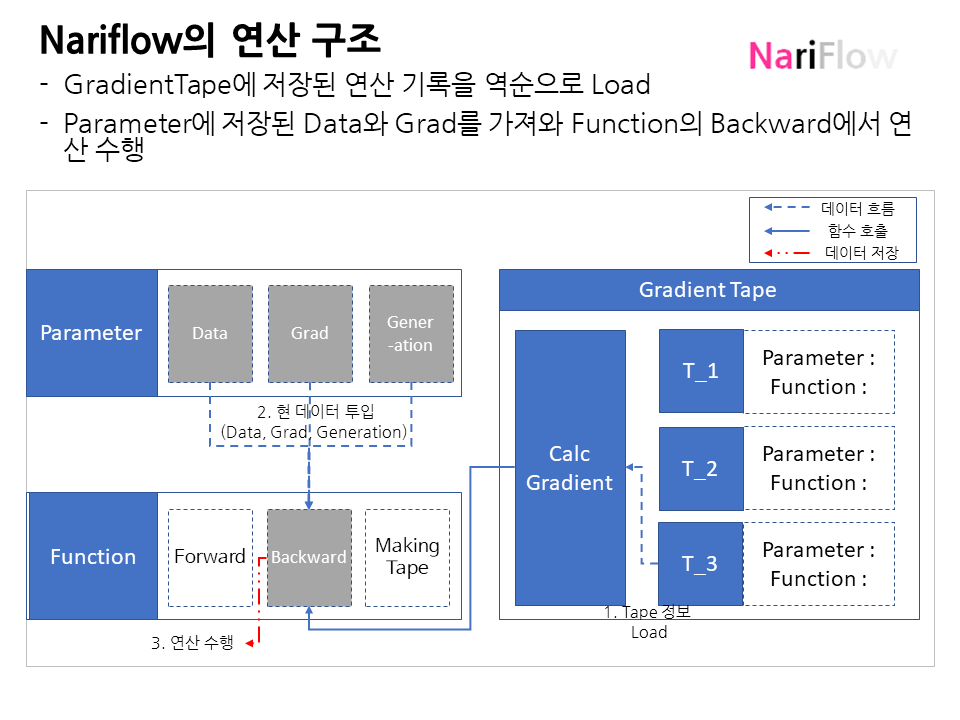 Nariflow의 연산 구조
NariFlow
- GradientTape에 저장된 연산 기록을 역순으로 Load
- Parameter에 저장된 Data와 Grad를 가져와 Function의 Backward에서 연
산 수행
데이터 흐름
함수 호출
데이터 저장
Parameter
Data
Grad
Gener
-ation
2. 현 데이터 투입
(Data, Grad, Generation)
Function
Forward
Backward
Making
Tape
3. 연산 수행
Gradient Tape
Calc
Gradient
T_1
Parameter :
Function :
T_2
Parameter :
Function :
T_3
Parameter :
Function :
1. Tape 정보
Load